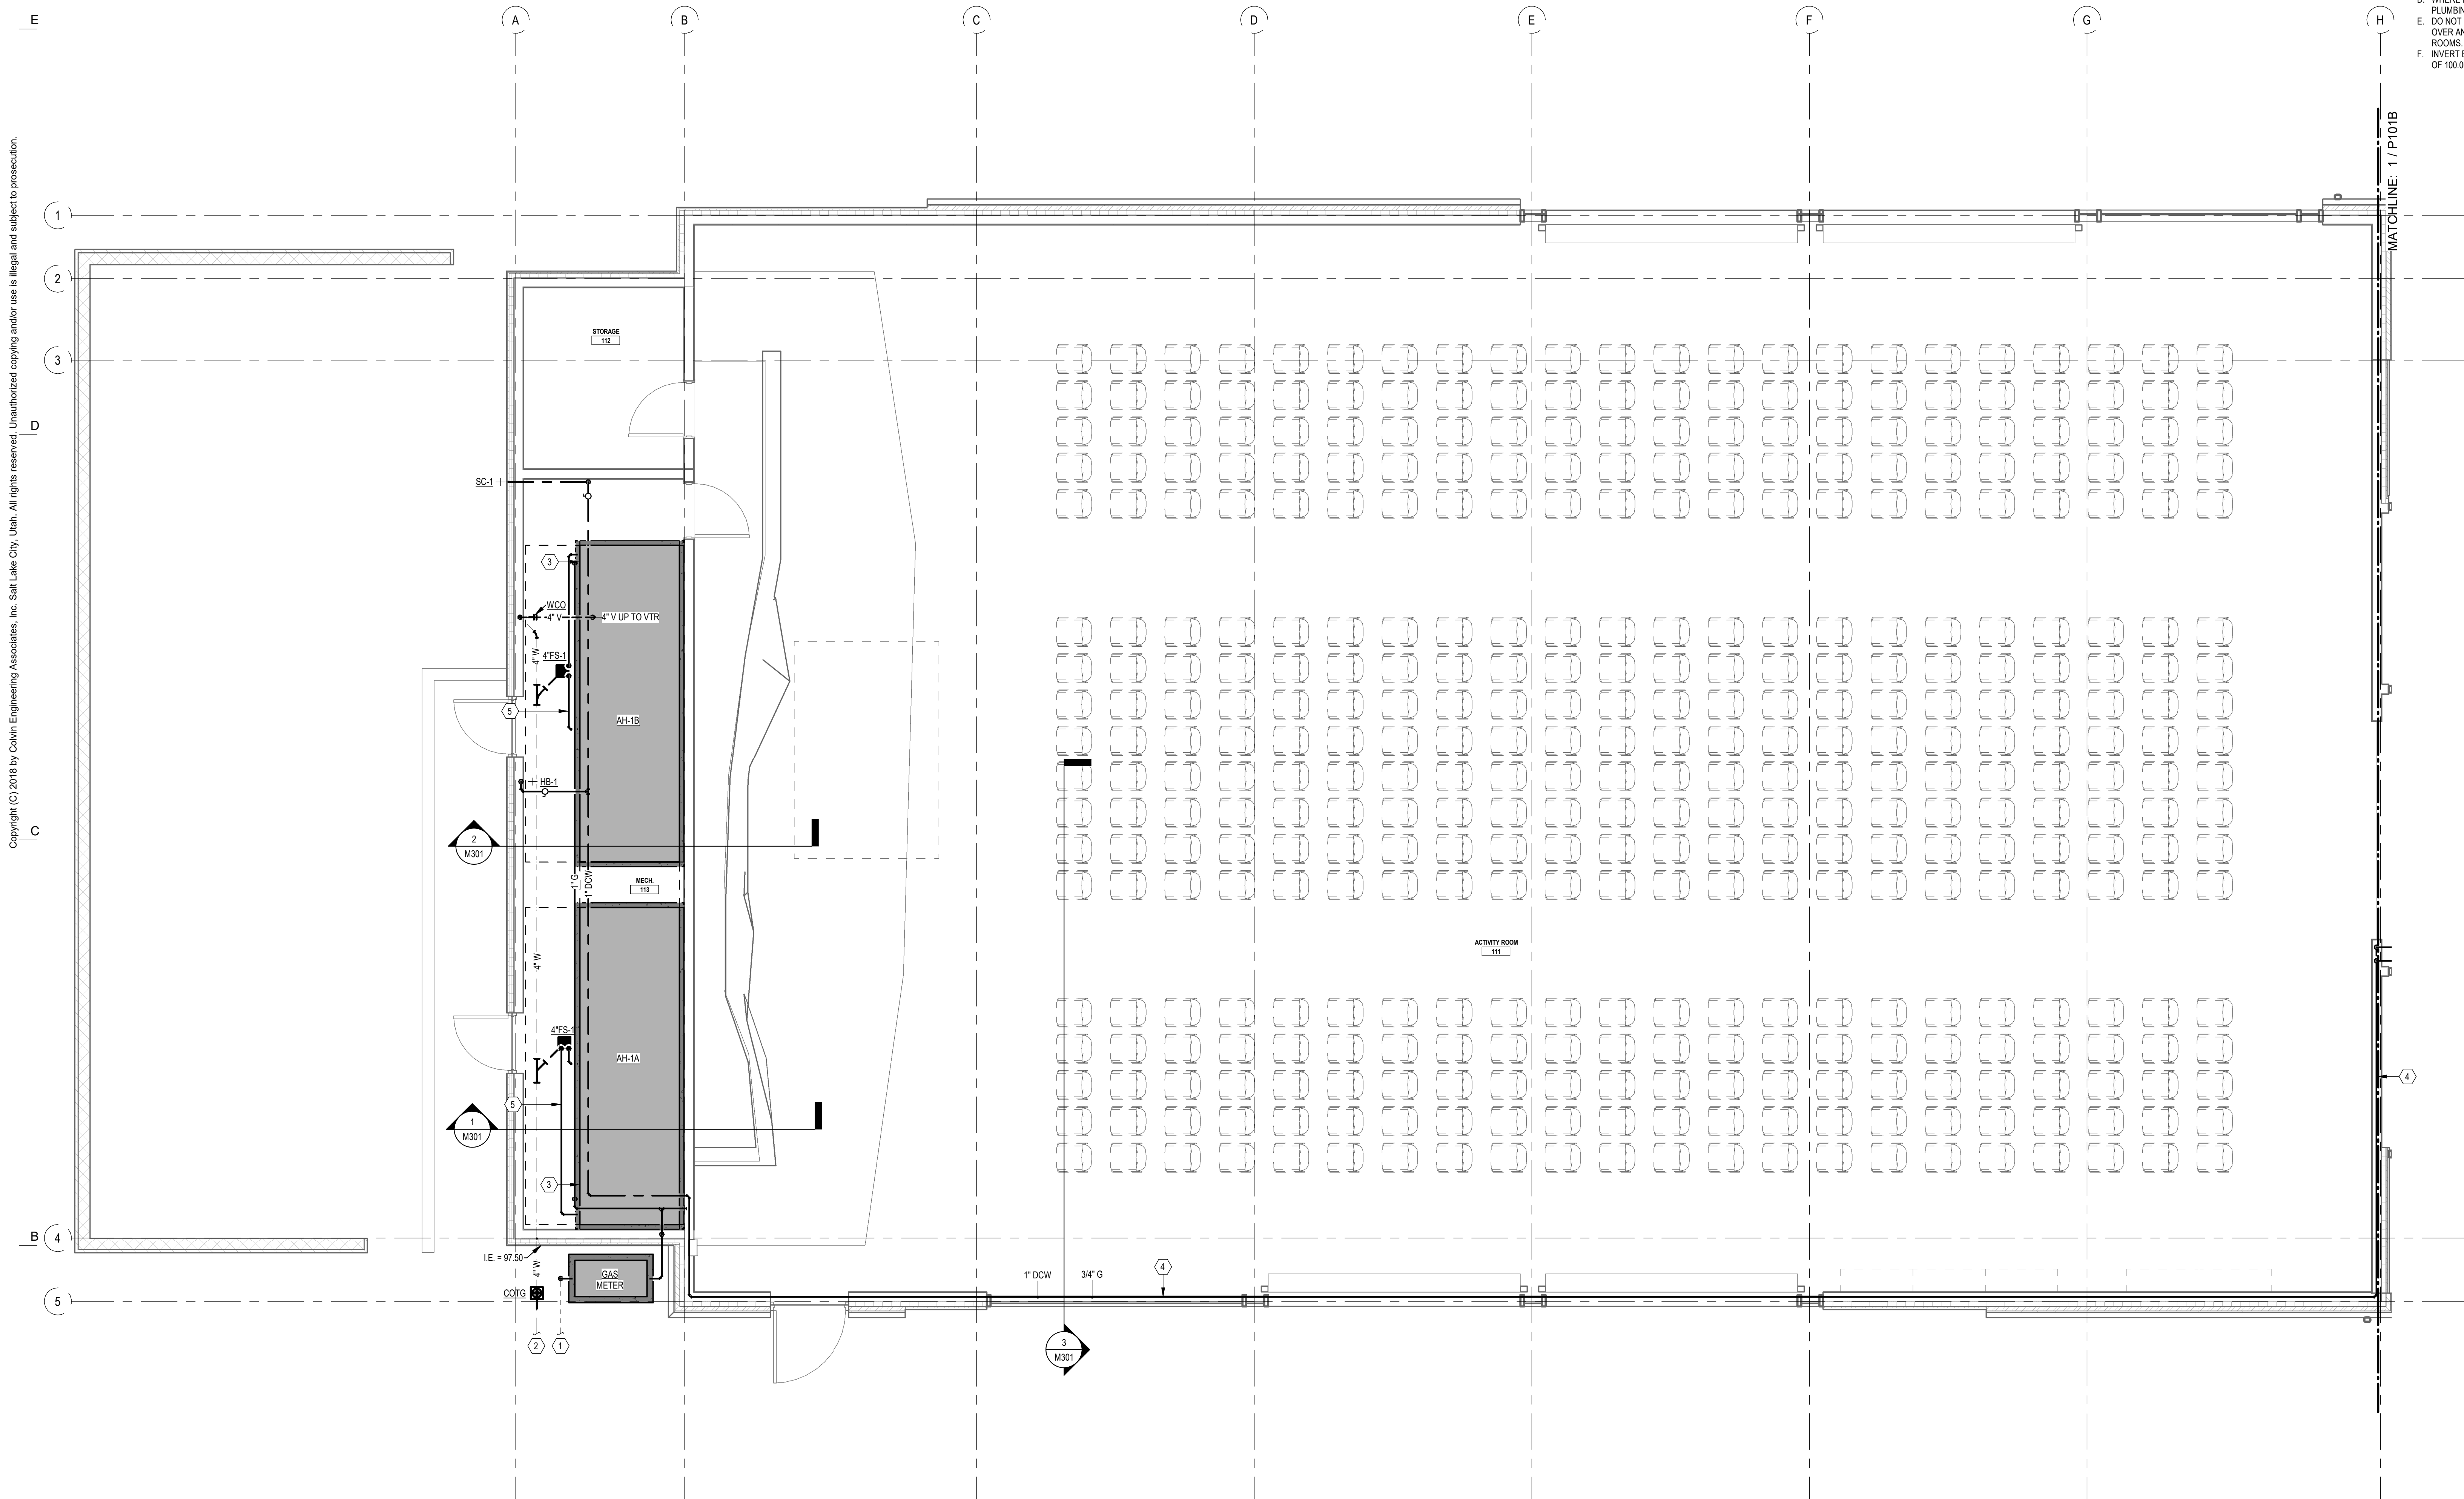 E
A
B
C
D
E
F
G
H
PLUMBIN
E. DO NOT
OVER AN
ROOMS.
F. INVERT E
OF 100.0
MATCHLINE: 1 / P101B
Copyright (C) 2018 by Colvin Engineering Associates, Inc. Salt Lake City, Utah. All rights reserved. Unauthorized copying and/or use is illegal and subject to prosecution.
1
2
STORAGE
112
3
D
SC-1
3
WCO
4" V
4" V UP TO VTR
4" W
4"FS-1
5
AH-1B
HB-1
C
2
M301
1" G
1" DCW
MECH.
113
ACTIVITY ROOM
111
4" W
4"FS-1
AH-1A
4
5
1
M301
3
B
4
I.E. = 97.50
4" W
GAS
METER
COTG
1" DCW
3/4" G
4
5
2
1
3
M301